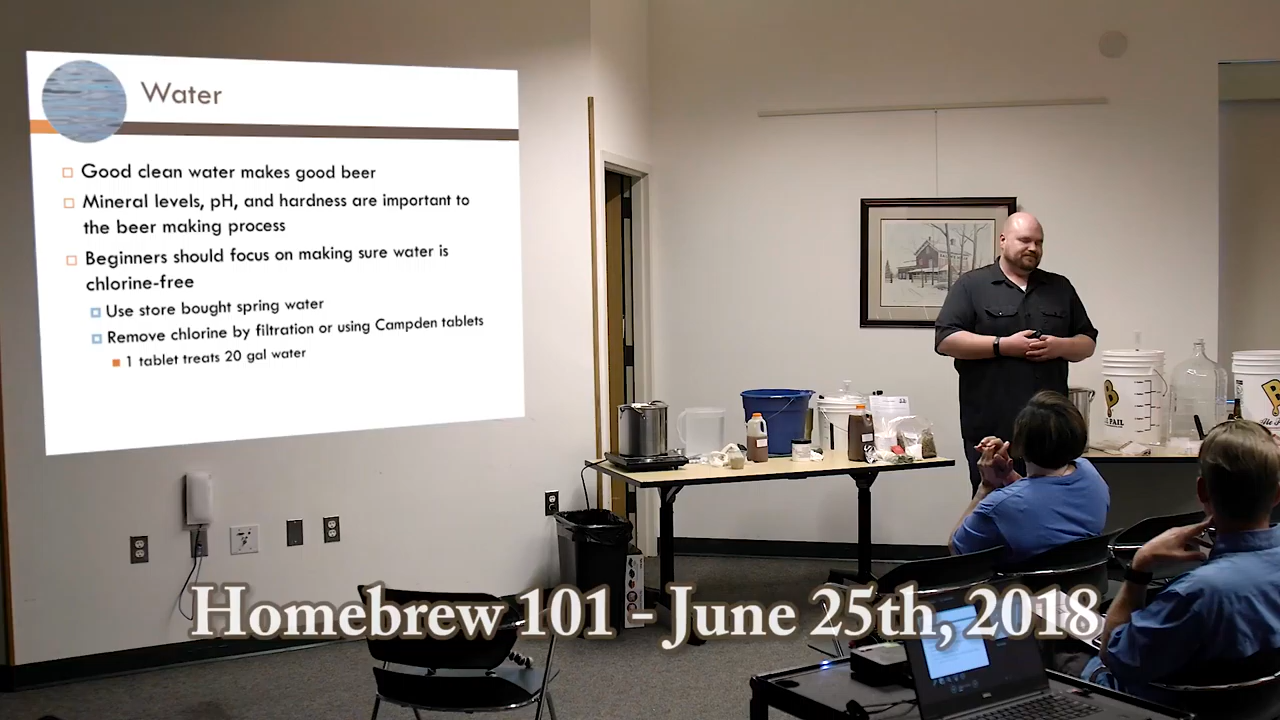 Water
Good clean water makes good beer
Mineral levels, pH, and hardness are important to
the beer making process
Beginners should focus on making sure water is
chlorine-free
Use store bought spring water
Remove chlorine by filtration or using Campden tablets
1 tablet treats 20 gal water
Homebrew 101 - June 25th, 2018